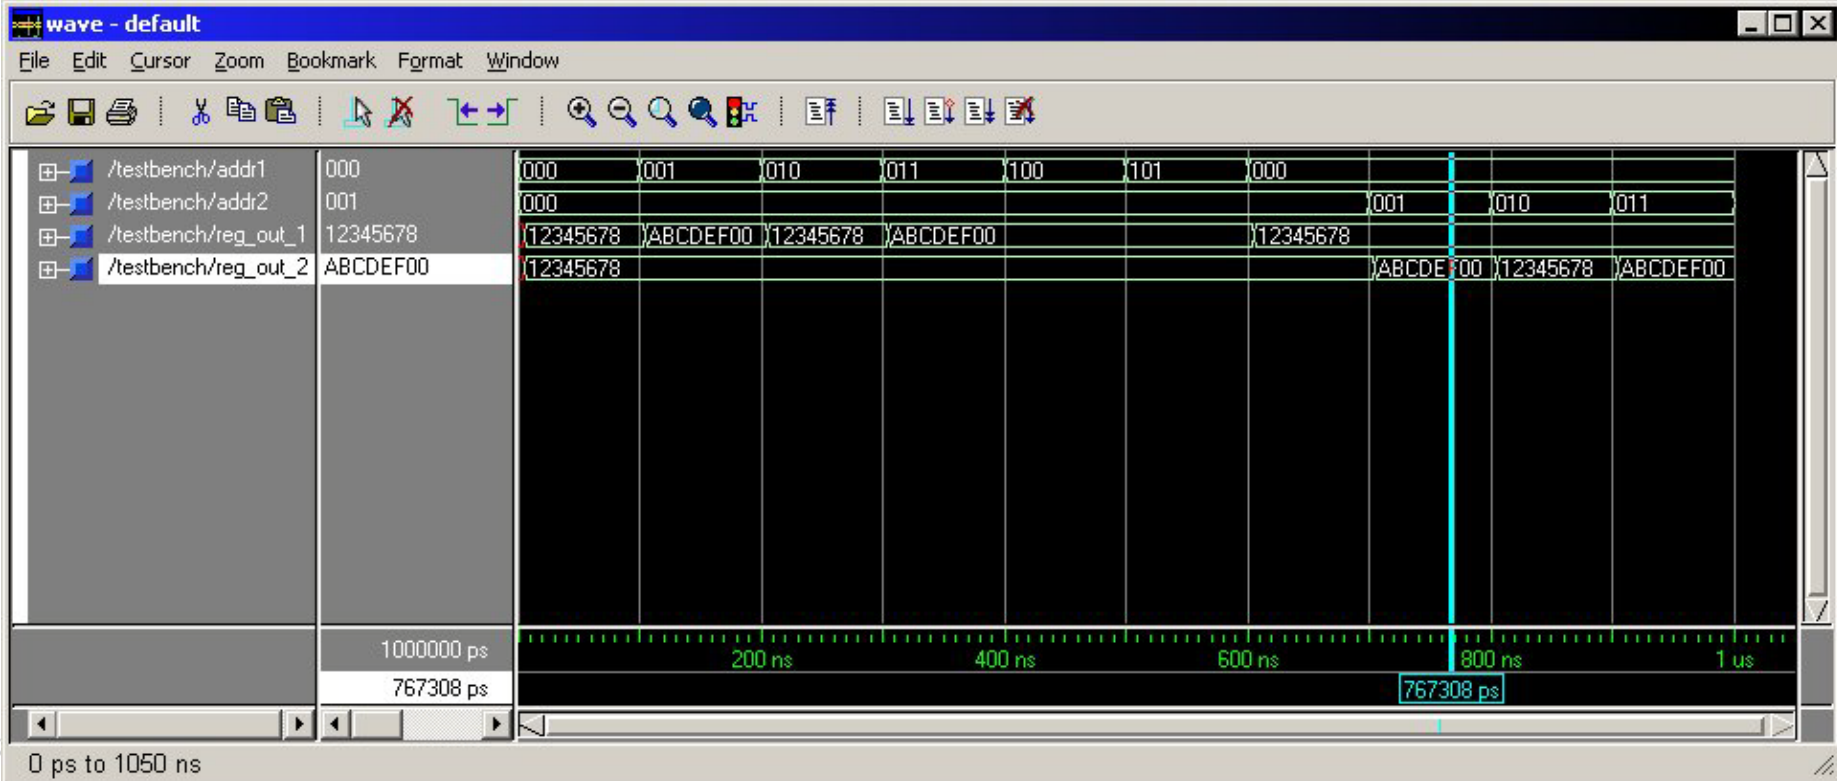 wave - default
File Edit Cursor Zoom Bookmark Format Window
/testbench/addr1 000 000 001 010 011 100 101 000
/testbench/addr2 001 000 001 010 011
/testbench/reg_out_1 12345678 12345678 ABCDEF00 12345678 ABCDEF00 12345678
/testbench/reg_out_2 ABCDEF00 12345678 ABCDEF00 12345678 ABCDEF00
1000000 ps 200 ns 400 ns 600 ns 800 ns 1 us
767308 ps 767308 ps
0 ps to 1050 ns